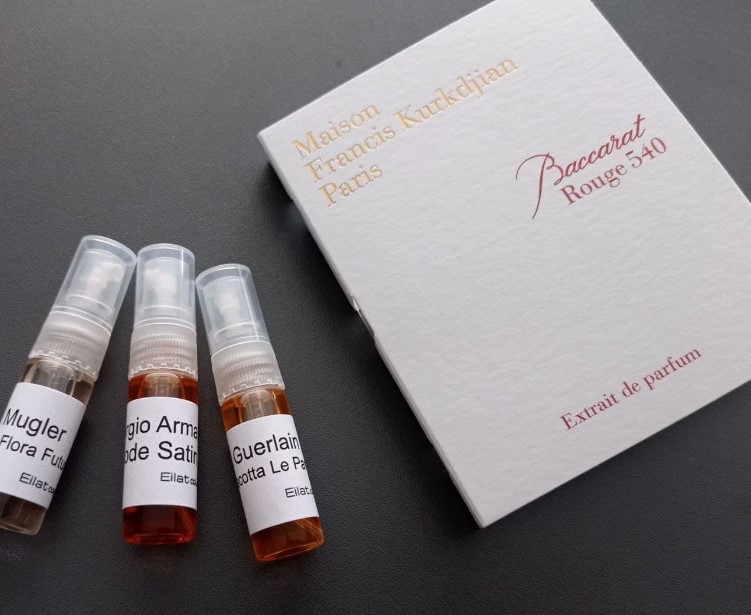 Maison
Francis Kurkdjian
Paris
Baccarat
Rouge 540
Extrait de parfum
Mugler
Flora Futu
rgio Arma
ode Satin
Eilat co
Guerlain
cotta Le Pa
Eilat